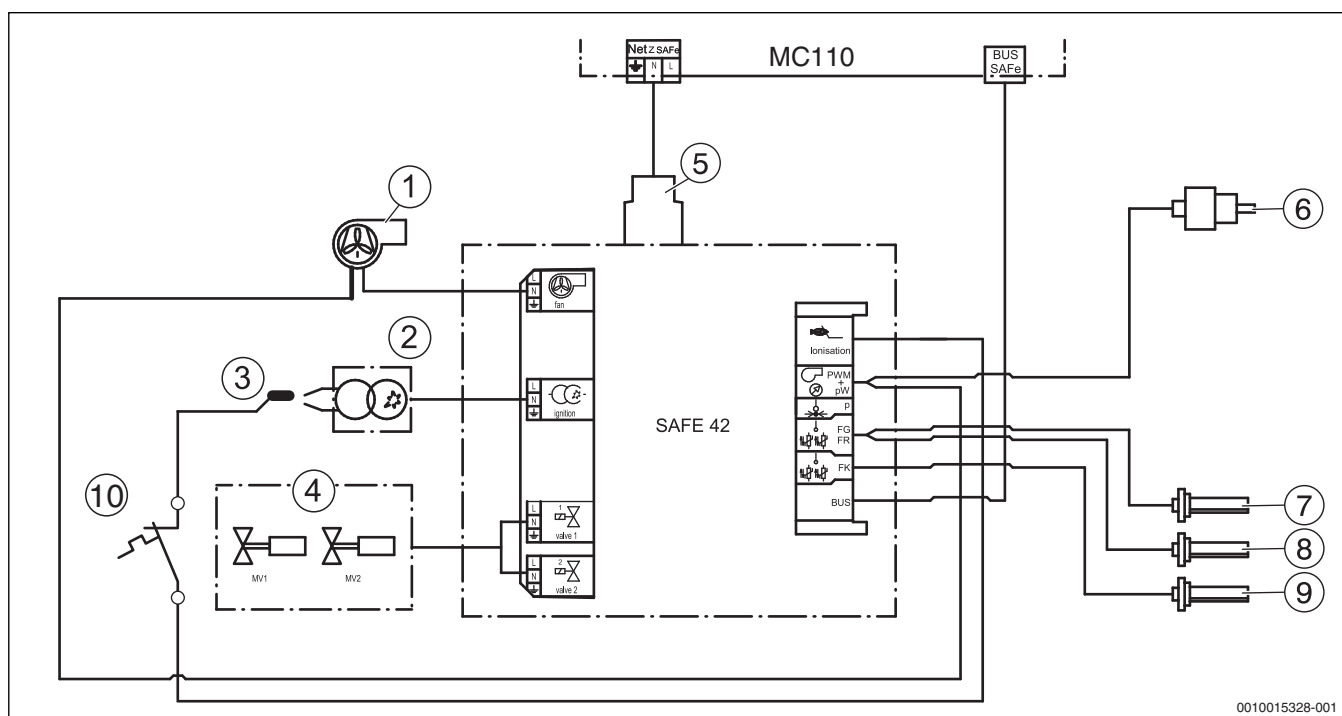 Net Z SAFe
N L
MC110
BUS
SAFe
1
5
6
L
N
fan
2
3
L
N
ignition
SAFE 42
Ionisation
PWM
+
pW
p
FG
FR
FK
BUS
10
4
MV1
MV2
L
N
1
valve 1
L
N
2
valve 2
7
8
9
0010015328-001